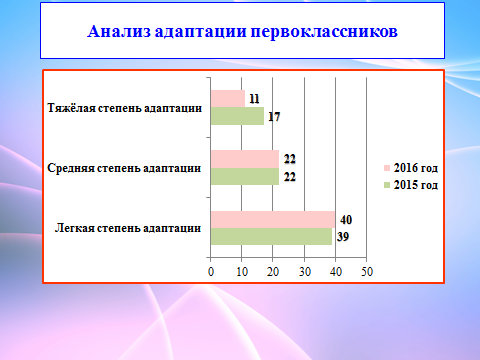 Анализ адаптации первоклассников
Тяжёлая степень адаптации
11
17
Средняя степень адаптации
22
22
Легкая степень адаптации
40
39
2016 год
2015 год
0 10 20 30 40 50